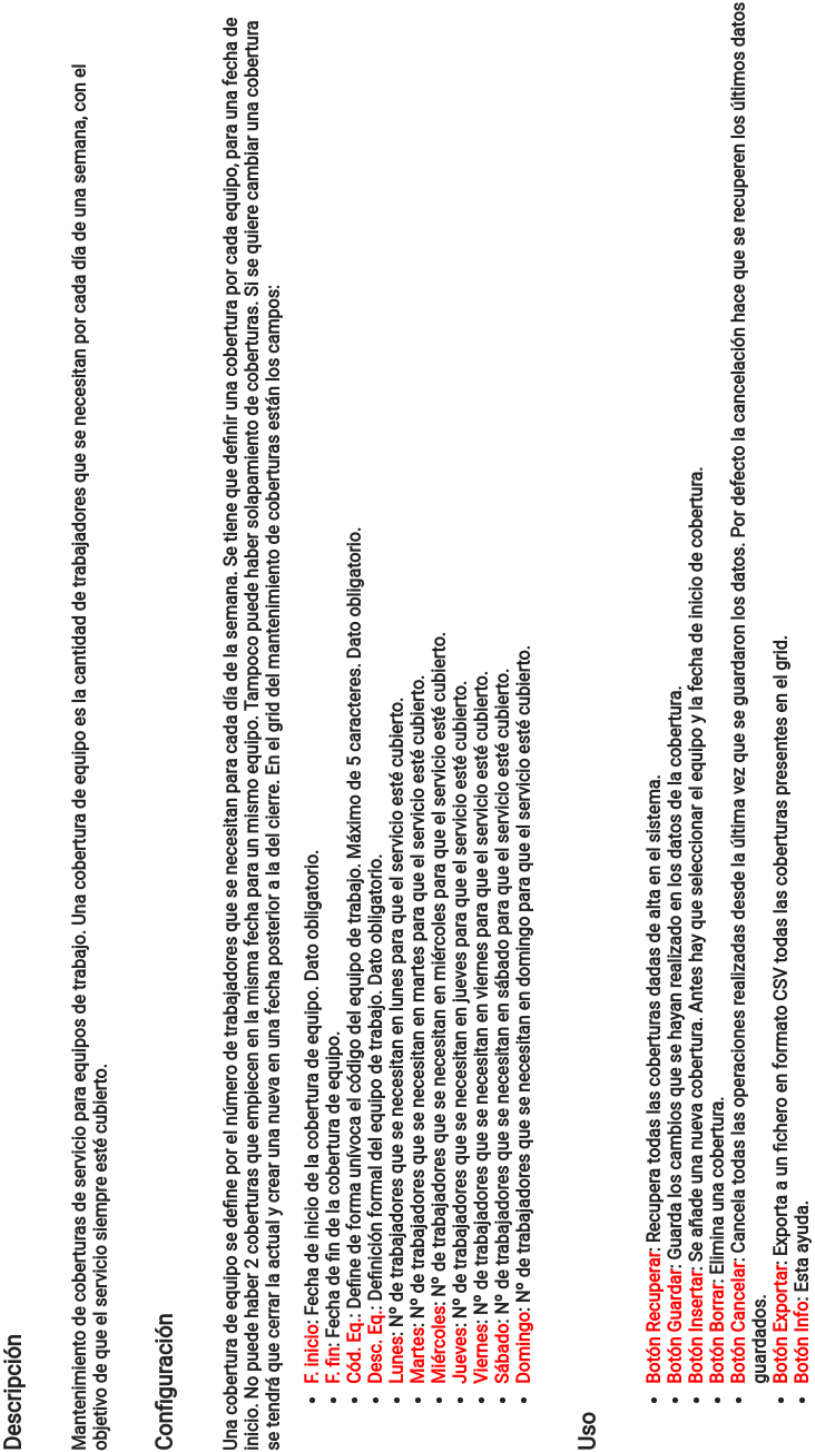 Descripción
Mantenimiento de coberturas de servicio para equipos de trabajo. Una cobertura de equipo es la cantidad de trabajadores que se necesitan por cada día de una semana, con el
objetivo de que el servicio siempre esté cubierto.
Configuración
Una cobertura de equipo se define por el número de trabajadores que se necesitan para cada día de la semana. Se tiene que definir una cobertura por cada equipo, para una fecha de
inicio. No puede haber 2 coberturas que empiecen en la misma fecha para un mismo equipo. Tampoco puede haber solapamiento de coberturas. Si se quiere cambiar una cobertura
se tendrá que cerrar la actual y crear una nueva en una fecha posterior a la del cierre. En el grid del mantenimiento de coberturas están los campos:
• F. inicio: Fecha de inicio de la cobertura de equipo. Dato obligatorio.
• F. fin: Fecha de fin de la cobertura de equipo.
• Cód. Eq.: Define de forma unívoca el código del equipo de trabajo. Máximo de 5 caracteres. Dato obligatorio.
• Desc. Eq.: Definición formal del equipo de trabajo. Dato obligatorio.
• Lunes: Nº de trabajadores que se necesitan en lunes para que el servicio esté cubierto.
• Martes: Nº de trabajadores que se necesitan en martes para que el servicio esté cubierto.
• Miércoles: Nº de trabajadores que se necesitan en miércoles para que el servicio esté cubierto.
• Jueves: Nº de trabajadores que se necesitan en jueves para que el servicio esté cubierto.
• Viernes: Nº de trabajadores que se necesitan en viernes para que el servicio esté cubierto.
• Sábado: Nº de trabajadores que se necesitan en sábado para que el servicio esté cubierto.
• Domingo: Nº de trabajadores que se necesitan en domingo para que el servicio esté cubierto.
Uso
• Botón Recuperar: Recupera todas las coberturas dadas de alta en el sistema.
• Botón Guardar: Guarda los cambios que se hayan realizado en los datos de la cobertura.
• Botón Insertar: Se añade una nueva cobertura. Antes hay que seleccionar el equipo y la fecha de inicio de cobertura.
• Botón Borrar: Elimina una cobertura.
• Botón Cancelar: Cancela todas las operaciones realizadas desde la última vez que se guardaron los datos. Por defecto la cancelación hace que se recuperen los últimos datos
guardados.
• Botón Exportar: Exporta a un fichero en formato CSV todas las coberturas presentes en el grid.
• Botón Info: Esta ayuda.